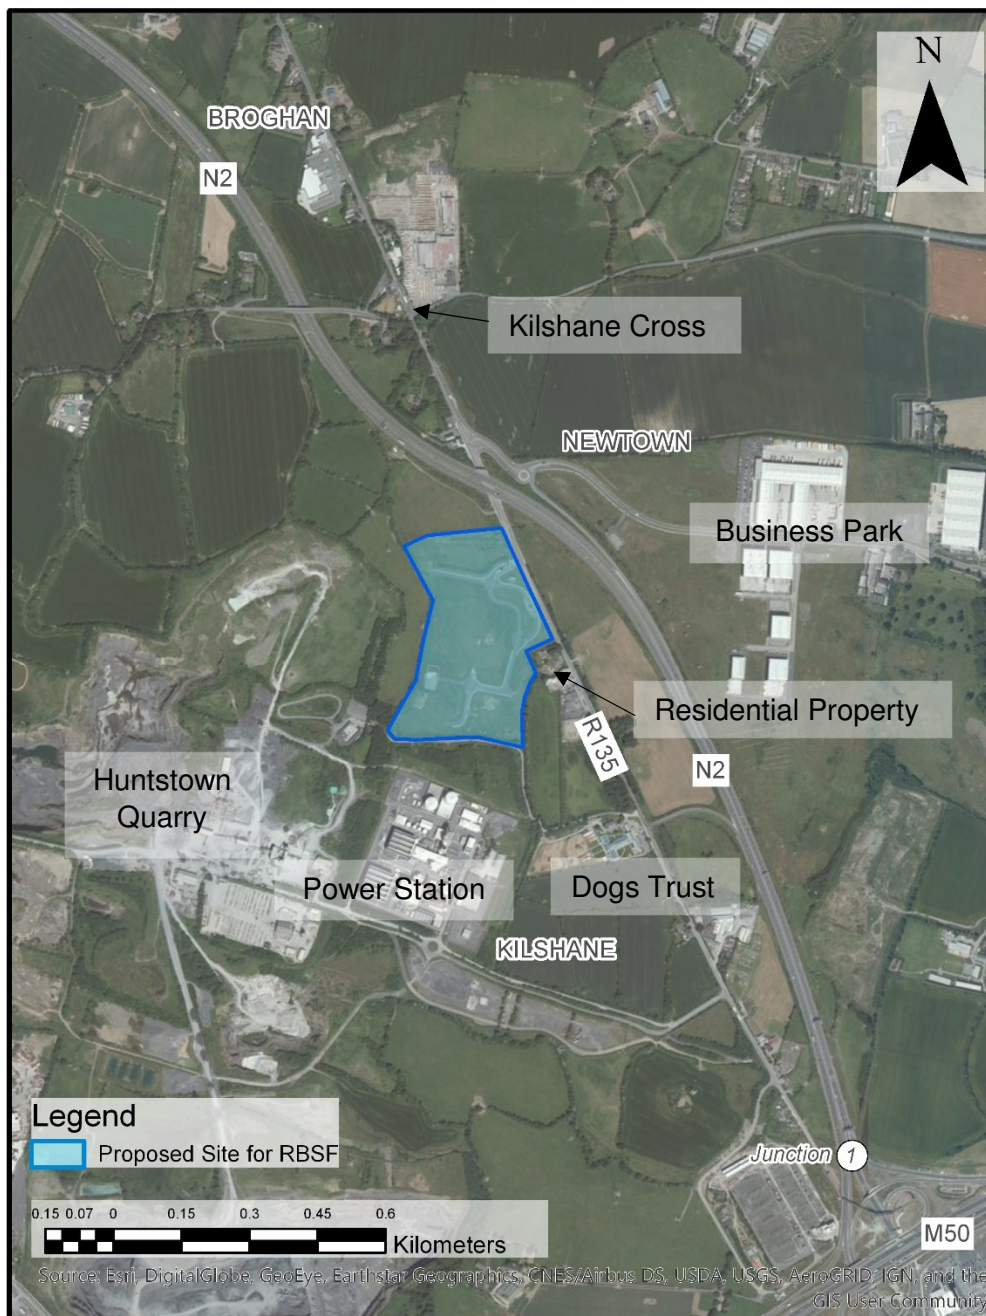 N
BROGHAN
N2
Kilshane Cross
NEWTOWN
Business Park
Residential Property
R135
N2
Huntstown
Quarry
Power Station
Dogs Trust
KILSHANE
Legend
Proposed Site for RBSF
Junction 1
0.15 0.07 0 0.15 0.3 0.45 0.6
Kilometers
M50
Source: Esri, DigitalGlobe, GeoEye, Earthstar Geographics, CNES/Airbus DS, USDA, USGS, AeroGRID, IGN, and the
GIS User Community